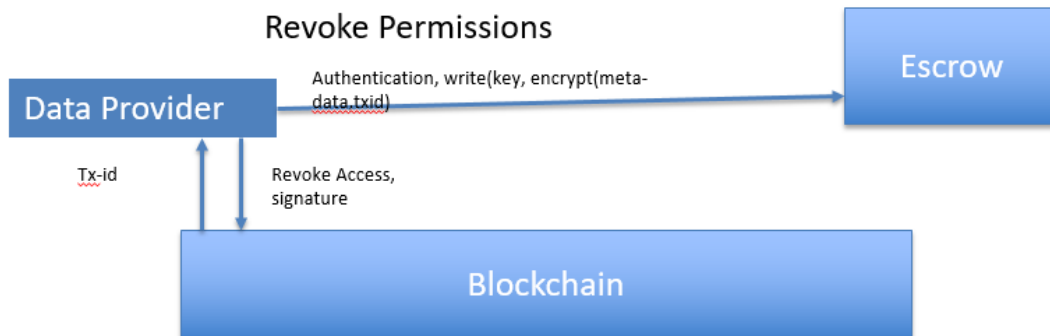 Revoke Permissions
Escrow
Authentication, write(key, encrypt(meta-
data,txid)
Data Provider
Tx-id
Revoke Access,
signature
Blockchain